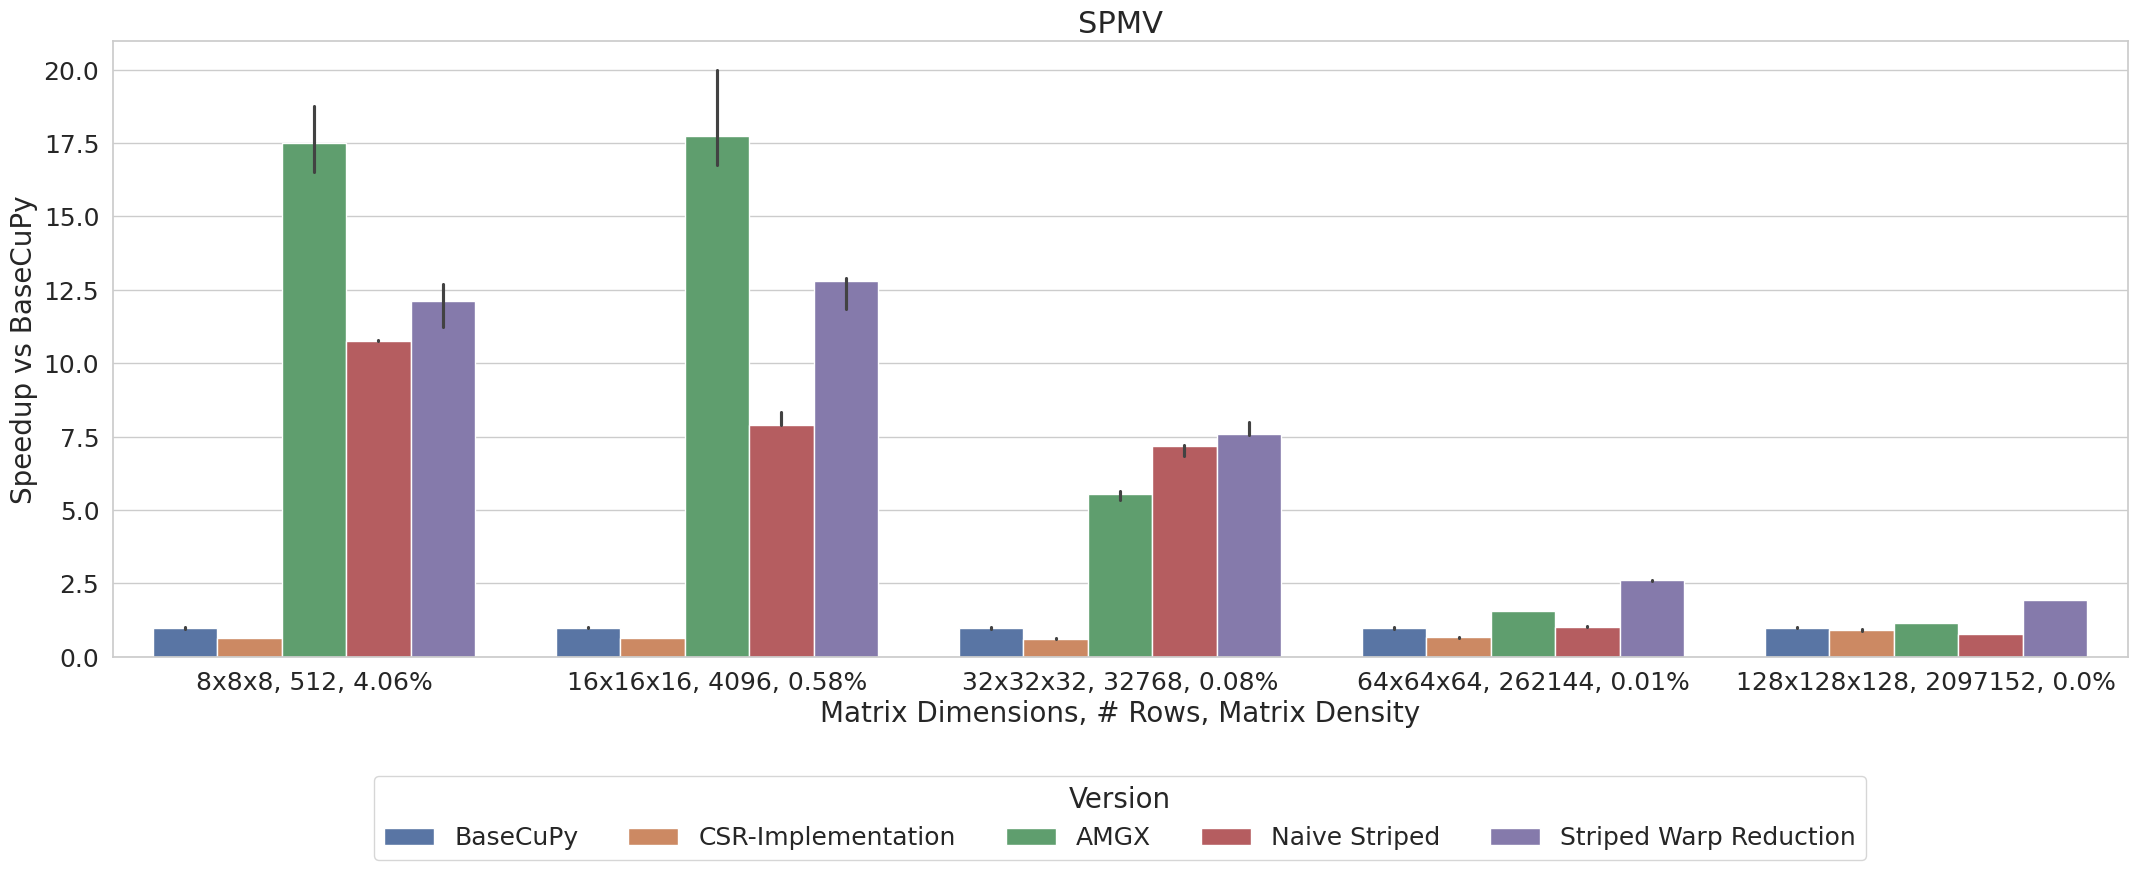 SPMV
Speedup vs BaseCuPy
20.0
17.5
15.0
12.5
10.0
7.5
5.0
2.5
0.0
8x8x8, 512, 4.06%
16x16x16, 4096, 0.58%
32x32x32, 32768, 0.08%
64x64x64, 262144, 0.01%
128x128x128, 2097152, 0.0%
Matrix Dimensions, # Rows, Matrix Density
Version
BaseCuPy
CSR-Implementation
AMGX
Naive Striped
Striped Warp Reduction